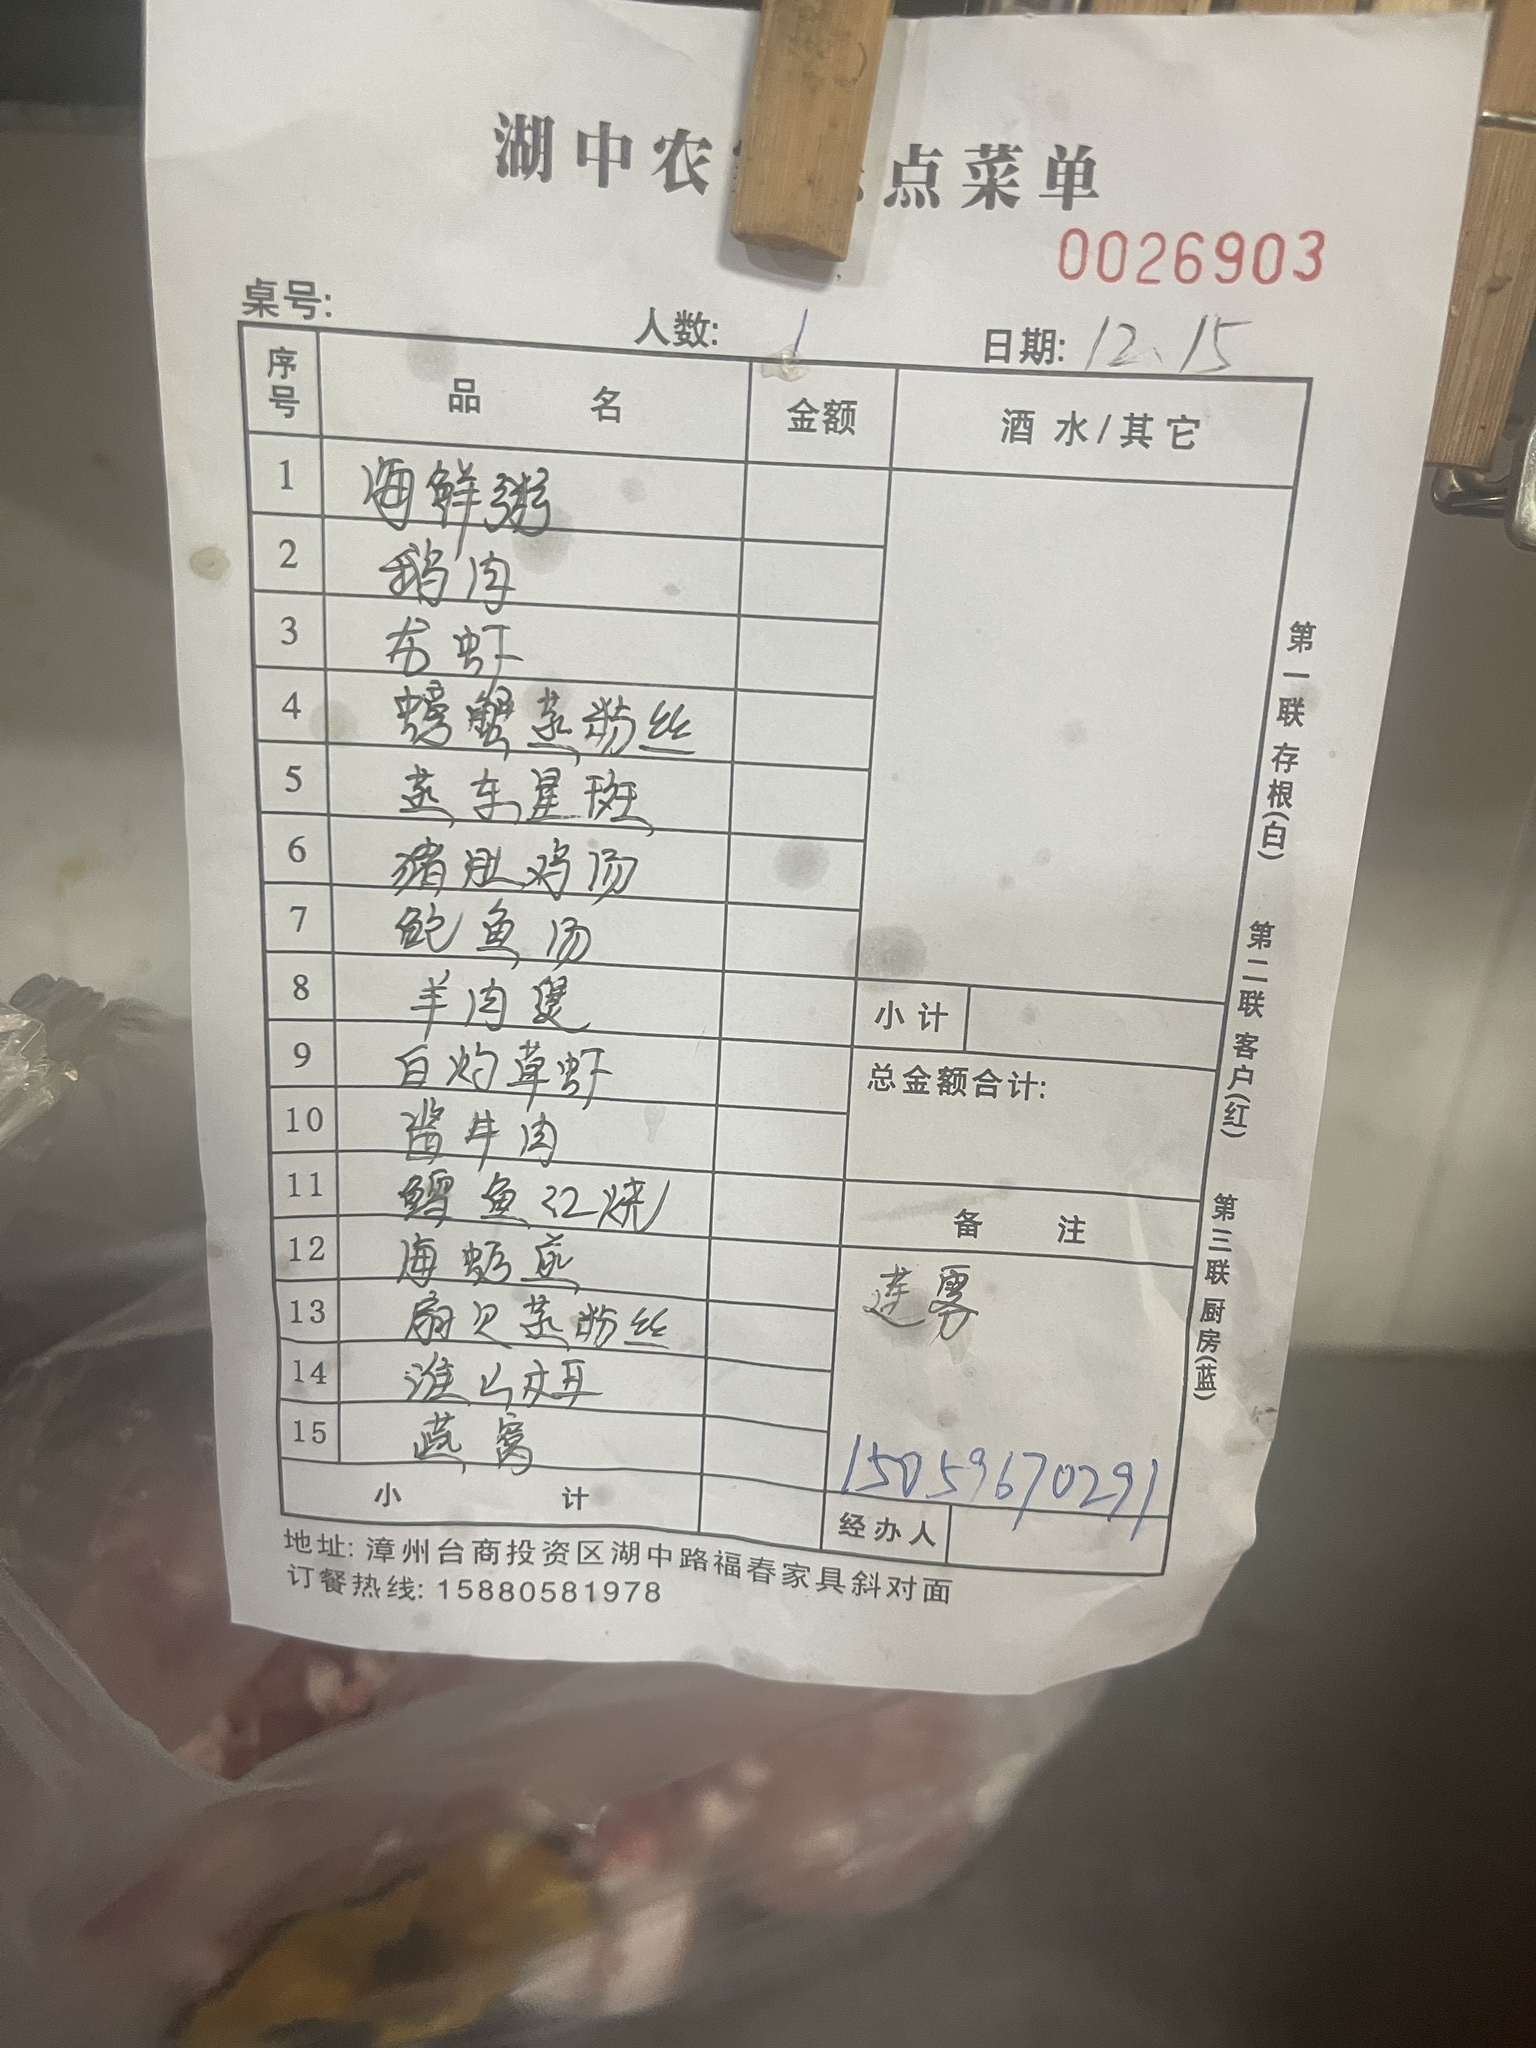 湖中农 点菜单
0026903
桌号: 人数: 1 日期: 12、15
序号 品名 金额 酒水/其它
1 海鲜粥
2 鹅肉
3 龙虾
4 螃蟹蒸粉丝
5 蒸东星斑
6 猪肚鸡汤
7 鲍鱼汤
8 羊肉煲
9 白灼草虾
10 酱牛肉
11 鳕鱼红烧
12 海蛎煎
13 扇贝蒸粉丝
14 淮山木耳
15 燕窝
小计
小计
总金额合计:
备注
莲雾
15059670291
经办人
地址: 漳州台商投资区湖中路福春家具斜对面
订餐热线: 15880581978
第一联 存根(白) 第二联 客户(红) 第三联 厨房(蓝)